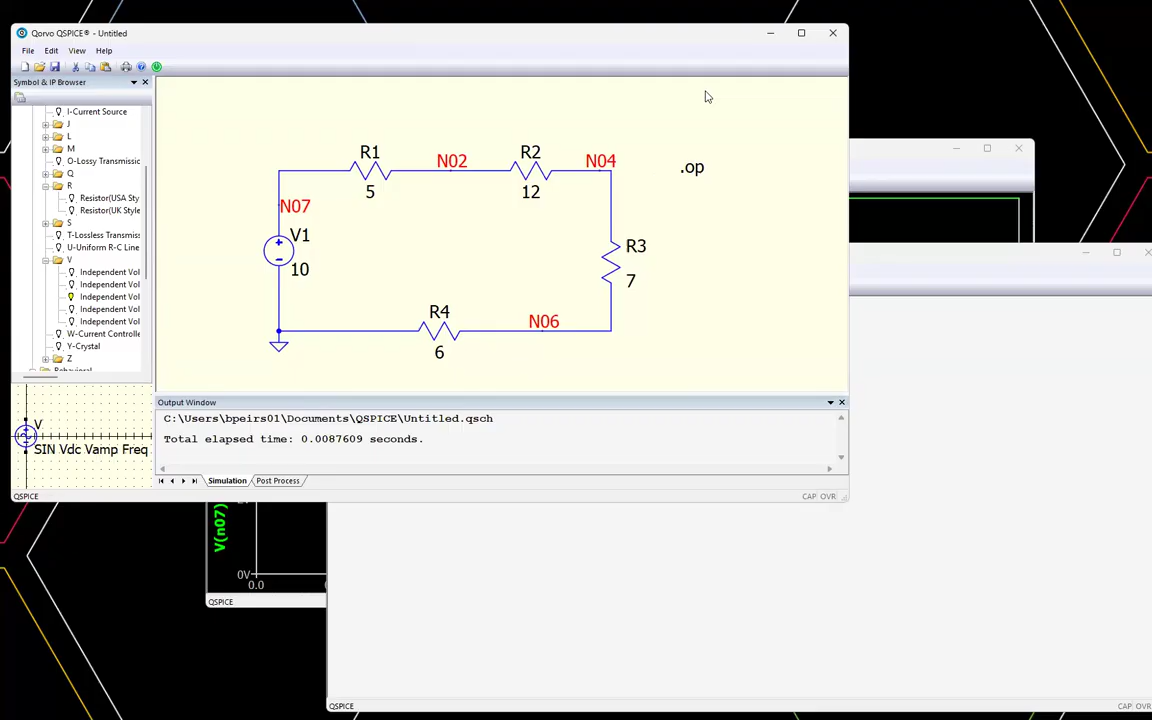 Qorvo QSPICE® - Untitled
File Edit View Help
Symbol & IP Browser
I-Current Source
J
L
M
O-Lossy Transmissio
Q
R
Resistor(USA Sty
Resistor(UK Style
S
T-Lossless Transmiss
U-Uniform R-C Line
V
Independent Vol
Independent Vol
Independent Vol
Independent Vol
Independent Vol
W-Current Controlle
Y-Crystal
Z
Behavioral
V
SIN Vdc Vamp Freq
R1
5
N02
R2
12
N04
.op
N07
V1
10
R3
7
R4
6
N06
Output Window
C:\Users\bpeirs01\Documents\QSPICE\Untitled.qsch
Total elapsed time: 0.0087609 seconds.
Simulation Post Process
QSPICE CAP OVR
V(n07)
0V
0.0
QSPICE
QSPICE CAP OVR